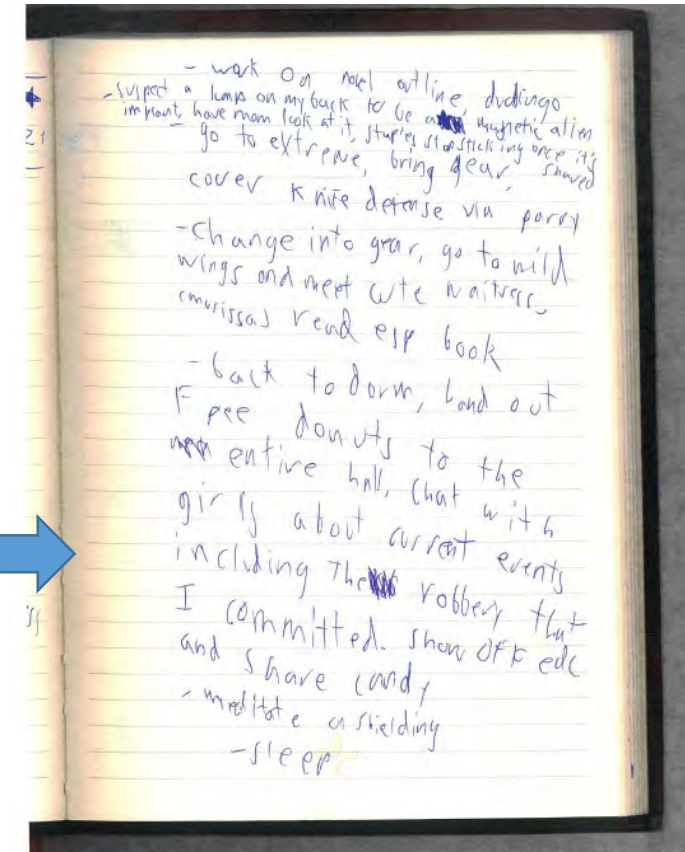 - work on novel outline, duolingo
- suspect a lump on my back to be a magnetic alien
implant, have mom look at it, staples stop sticking once it's
shaved
- go to extreme, bring gear,
cover knife defense via parry
- Change into gear, go to wild
wings and meet cute waitress,
(marissa) read esp book
- back to dorm, hand out
Free donuts to the
entire hall, Chat with
girls about current events
including the robbery that
I committed. show off edc
and share candy
- meditate on shielding
- sleep
21